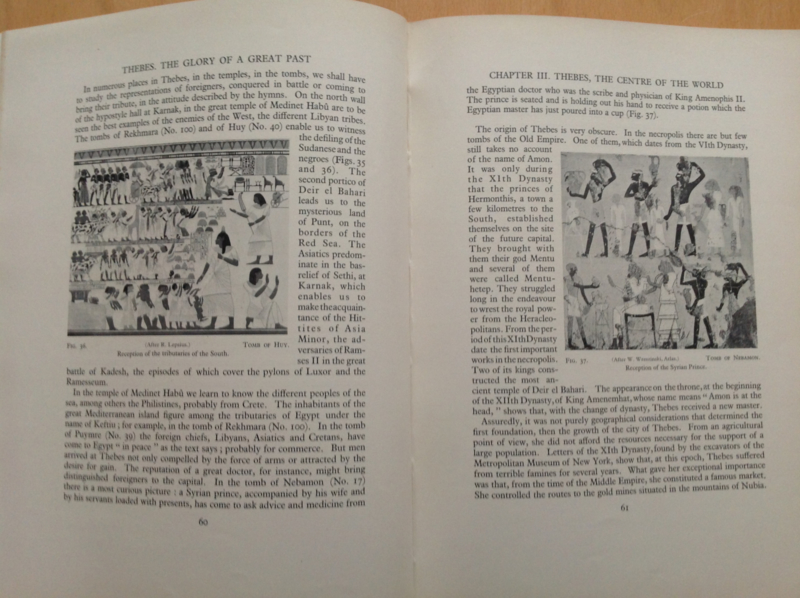 THEBES. THE GLORY OF A GREAT PAST
In numerous places in Thebes, in the temples, in the tombs, we shall have
to study the representations of foreigners, conquered in battle or coming to
being their tribute, in the attitude described by the hymns. On the north wall
of the hypostyle hall at Karnak, in the great temple of Medinet Habû are to be
seen the best examples of the enemies of the West, the different Libyan tribes.
The tombs of Rekhmara (No. 100) and of Huy (No. 40) enable us to witness
the defiling of the
Sudanese and the
negroes (Figs. 35
and 36). The
second portico of
Deir el Bahari
leads us to the
mysterious land
of Punt, on the
borders of the
Red Sea. The
Asiatics predom-
inate in the bas-
relief of Sethi, at
Karnak, which
enables us to
make the acquain-
tance of the Hit-
tites of Asia
Minor, the ad-
versaries of Ram-
ses II in the great
FIG. 36. (After R. Lepsius.) TOMB OF HUY.
Reception of the tributaries of the South.
battle of Kadesh, the episodes of which cover the pylons of Luxor and the
Ramesseum.
In the temple of Medinet Habû we learn to know the different peoples of the
sea, among others the Philistines, probably from Crete. The inhabitants of the
great Mediterranean island figure among the tributaries of Egypt under the
name of Keftiu; for example, in the tomb of Rekhmara (No. 100). In the tomb
of Puymre (No. 39) the foreign chiefs, Libyans, Asiatics and Cretans, have
come to Egypt "in peace" as the text says; probably for commerce. But men
arrived at Thebes not only compelled by the force of arms or attracted by the
desire for gain. The reputation of a great doctor, for instance, might bring
distinguished foreigners to the capital. In the tomb of Nebamon (No. 17)
there is a most curious picture: a Syrian prince, accompanied by his wife and
by his servants loaded with presents, has come to ask advice and medicine from
60
CHAPTER III. THEBES, THE CENTRE OF THE WORLD
the Egyptian doctor who was the scribe and physician of King Amenophis II.
The prince is seated and is holding out his hand to receive a potion which the
Egyptian master has just poured into a cup (Fig. 37).
The origin of Thebes is very obscure. In the necropolis there are but few
tombs of the Old Empire. One of them, which dates from the VIth Dynasty,
still takes no account
of the name of Amon.
It was only during
the XIth Dynasty
that the princes of
Hermonthis, a town a
few kilometres to the
South, established
themselves on the site
of the future capital.
They brought with
them their god Mentu
and several of them
were called Mentu-
hetep. They struggled
long in the endeavour
to wrest the royal pow-
er from the Heracleo-
politans. From the per-
iod of this XIth Dynasty
date the first important
works in the necropolis.
Two of its kings con-
structed the most an-
FIG. 37. (After W. Wreszinski, Atlas.) TOMB OF NEBAMON.
Reception of the Syrian Prince.
cient temple of Deir el Bahari. The appearance on the throne, at the beginning
of the XIIth Dynasty, of King Amenemhat, whose name means "Amon is at the
head," shows that, with the change of dynasty, Thebes received a new master.
Assuredly, it was not purely geographical considerations that determined the
first foundation, then the growth of the city of Thebes. From an agricultural
point of view, she did not afford the resources necessary for the support of a
large population. Letters of the XIth Dynasty, found by the excavators of the
Metropolitan Museum of New York, show that, at this epoch, Thebes suffered
from terrible famines for several years. What gave her exceptional importance
was that, from the time of the Middle Empire, she constituted a famous market.
She controlled the routes to the gold mines situated in the mountains of Nubia.
61